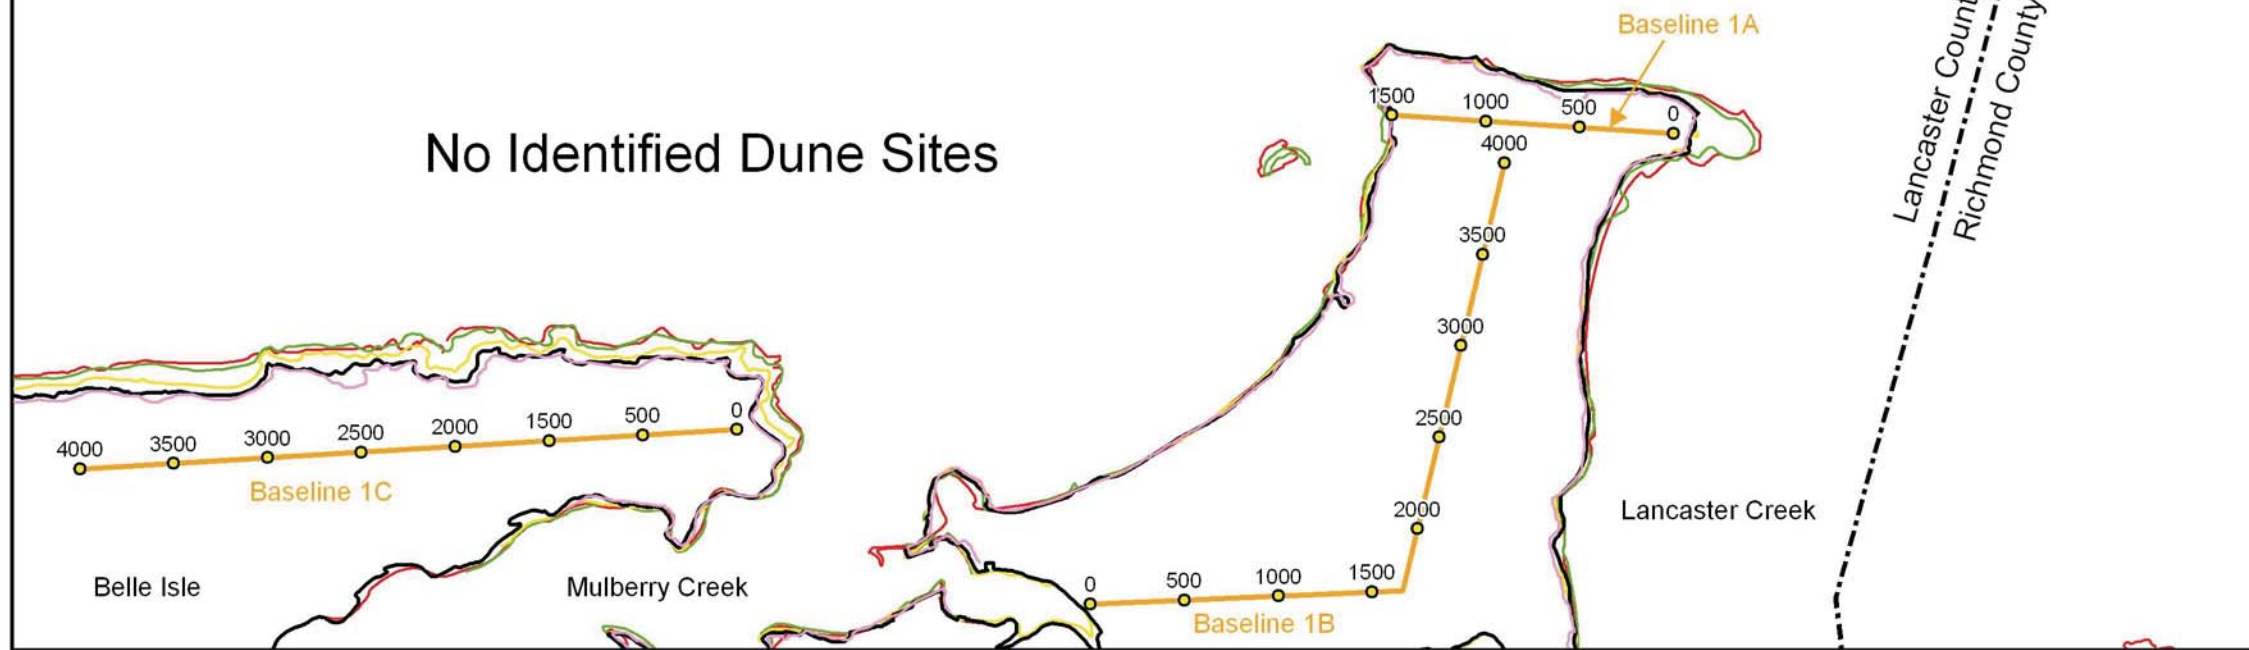 Baseline 1A
Lancaster Count
Richmond County
No Identified Dune Sites
1500
1000
500
0
4000
3500
3000
2500
2000
4000
3500
3000
2500
2000
1500
500
0
Baseline 1C
Lancaster Creek
Belle Isle
Mulberry Creek
0
500
1000
1500
Baseline 1B